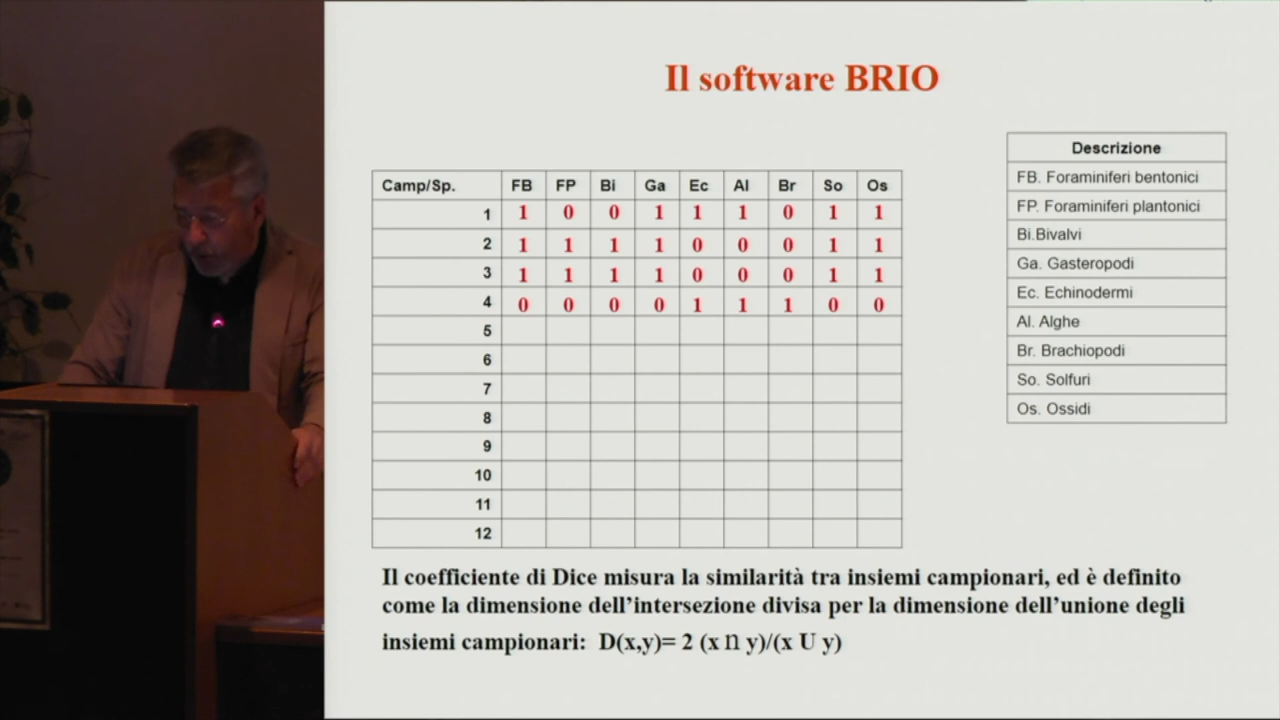 Il software BRIO
Camp/Sp. FB FP Bi Ga Ec Al Br So Os
1 1 0 0 1 1 1 0 1 1
2 1 1 1 1 0 0 0 1 1
3 1 1 1 1 0 0 0 1 1
4 0 0 0 0 1 1 1 0 0
5
6
7
8
9
10
11
12
Descrizione
FB. Foraminiferi bentonici
FP. Foraminiferi plantonici
Bi.Bivalvi
Ga. Gasteropodi
Ec. Echinodermi
Al. Alghe
Br. Brachiopodi
So. Solfuri
Os. Ossidi
Il coefficiente di Dice misura la similarità tra insiemi campionari, ed è definito
come la dimensione dell’intersezione divisa per la dimensione dell’unione degli
insiemi campionari: D(x,y)= 2 (x ∩ y)/(x U y)